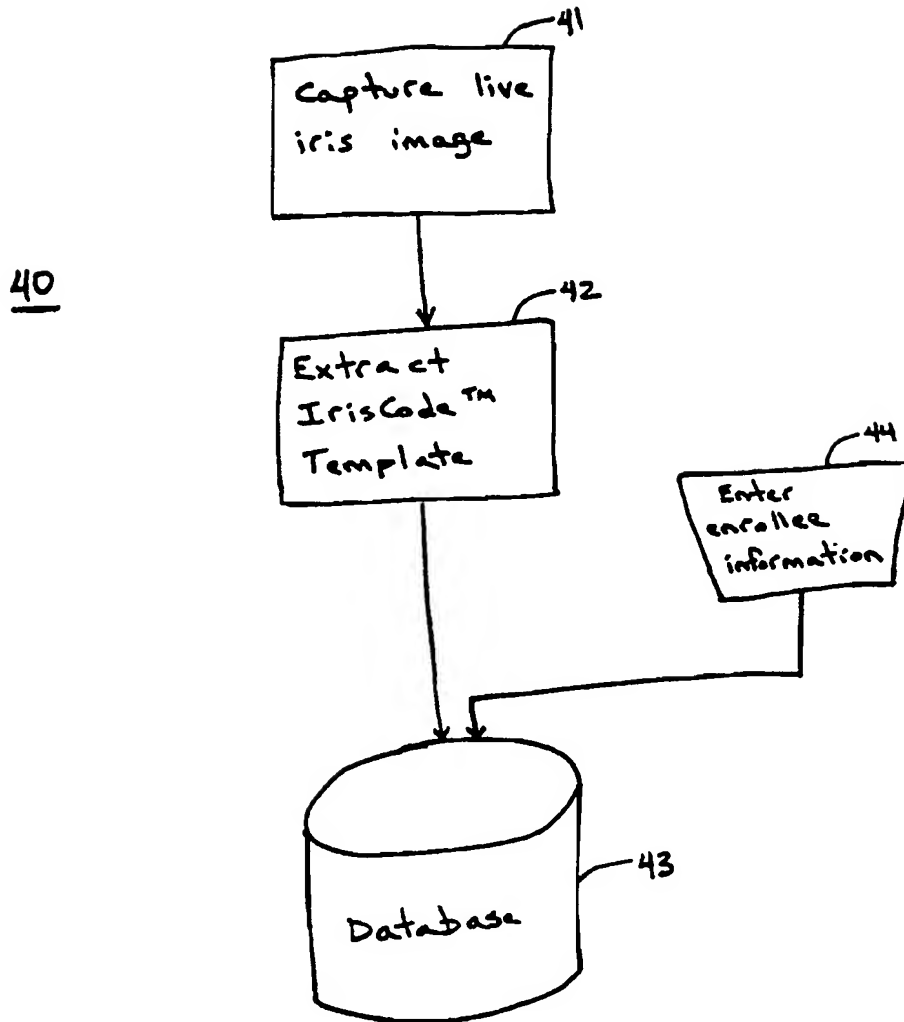 41
Capture live
iris image
40
42
Extract
IrisCode™
Template
44
Enter
enrollee
information
43
Database